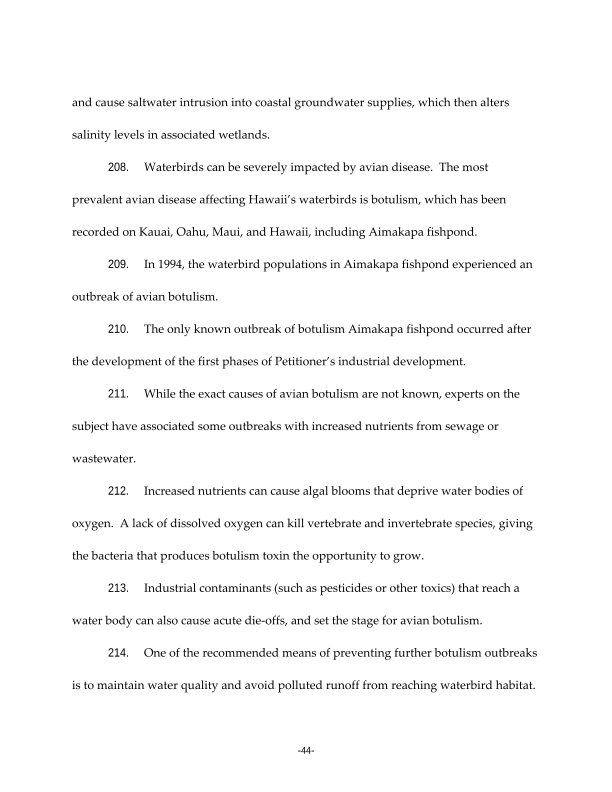 and cause saltwater intrusion into coastal groundwater supplies, which then alters
salinity levels in associated wetlands.
208. Waterbirds can be severely impacted by avian disease. The most
prevalent avian disease affecting Hawaii’s waterbirds is botulism, which has been
recorded on Kauai, Oahu, Maui, and Hawaii, including Aimakapa fishpond.
209. In 1994, the waterbird populations in Aimakapa fishpond experienced an
outbreak of avian botulism.
210. The only known outbreak of botulism Aimakapa fishpond occurred after
the development of the first phases of Petitioner’s industrial development.
211. While the exact causes of avian botulism are not known, experts on the
subject have associated some outbreaks with increased nutrients from sewage or
wastewater.
212. Increased nutrients can cause algal blooms that deprive water bodies of
oxygen. A lack of dissolved oxygen can kill vertebrate and invertebrate species, giving
the bacteria that produces botulism toxin the opportunity to grow.
213. Industrial contaminants (such as pesticides or other toxics) that reach a
water body can also cause acute die-offs, and set the stage for avian botulism.
214. One of the recommended means of preventing further botulism outbreaks
is to maintain water quality and avoid polluted runoff from reaching waterbird habitat.
-44-